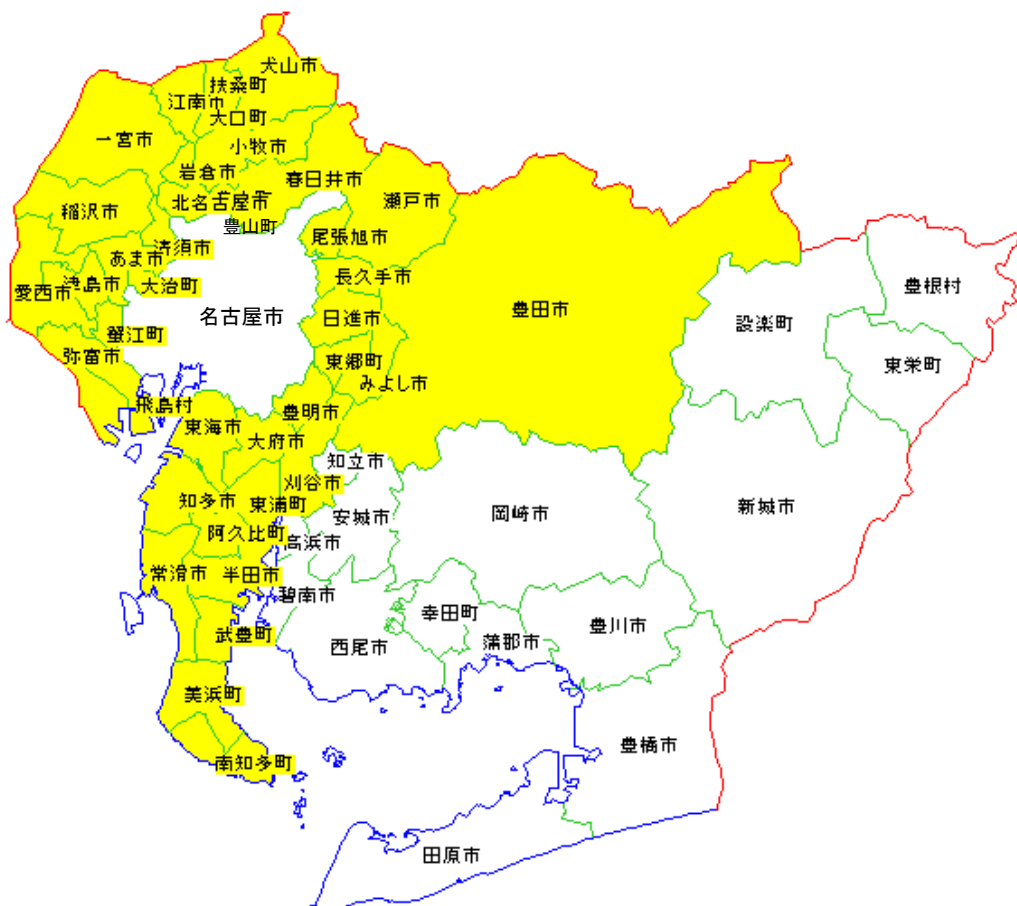 犬山市
扶桑町
江南市
大口町
一宮市
小牧市
岩倉市
春日井市
北名古屋市
瀬戸市
稲沢市
豊山町
尾張旭市
清須市
あま市
長久手市
豊根村
津島市
大治町
愛西市
名古屋市
日進市
豊田市
設楽町
蟹江町
弥富市
東郷町
東栄町
みよし市
飛島村
豊明市
東海市
大府市
知立市
刈谷市
知多市
東浦町
安城市
岡崎市
新城市
阿久比町
高浜市
常滑市
半田市
碧南市
幸田町
豊川市
武豊町
西尾市
蒲郡市
美浜町
豊橋市
南知多町
田原市